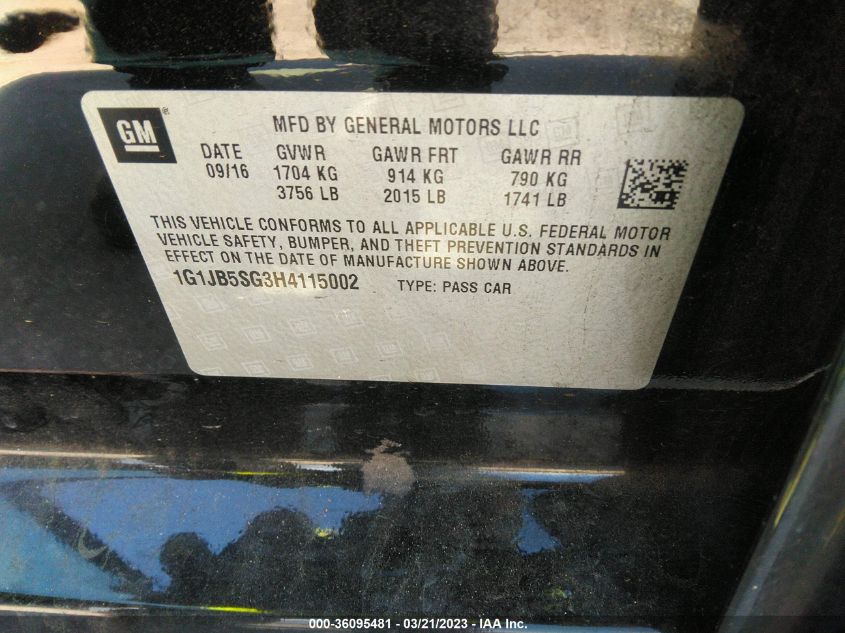 GM ®
MFD BY GENERAL MOTORS LLC
DATE GVWR GAWR FRT GAWR RR
09/16 1704 KG 914 KG 790 KG
3756 LB 2015 LB 1741 LB
THIS VEHICLE CONFORMS TO ALL APPLICABLE U.S. FEDERAL MOTOR
VEHICLE SAFETY, BUMPER, AND THEFT PREVENTION STANDARDS IN
EFFECT ON THE DATE OF MANUFACTURE SHOWN ABOVE.
1G1JB5SG3H4115002 TYPE: PASS CAR
000-36095481 - 03/21/2023 - IAA Inc.